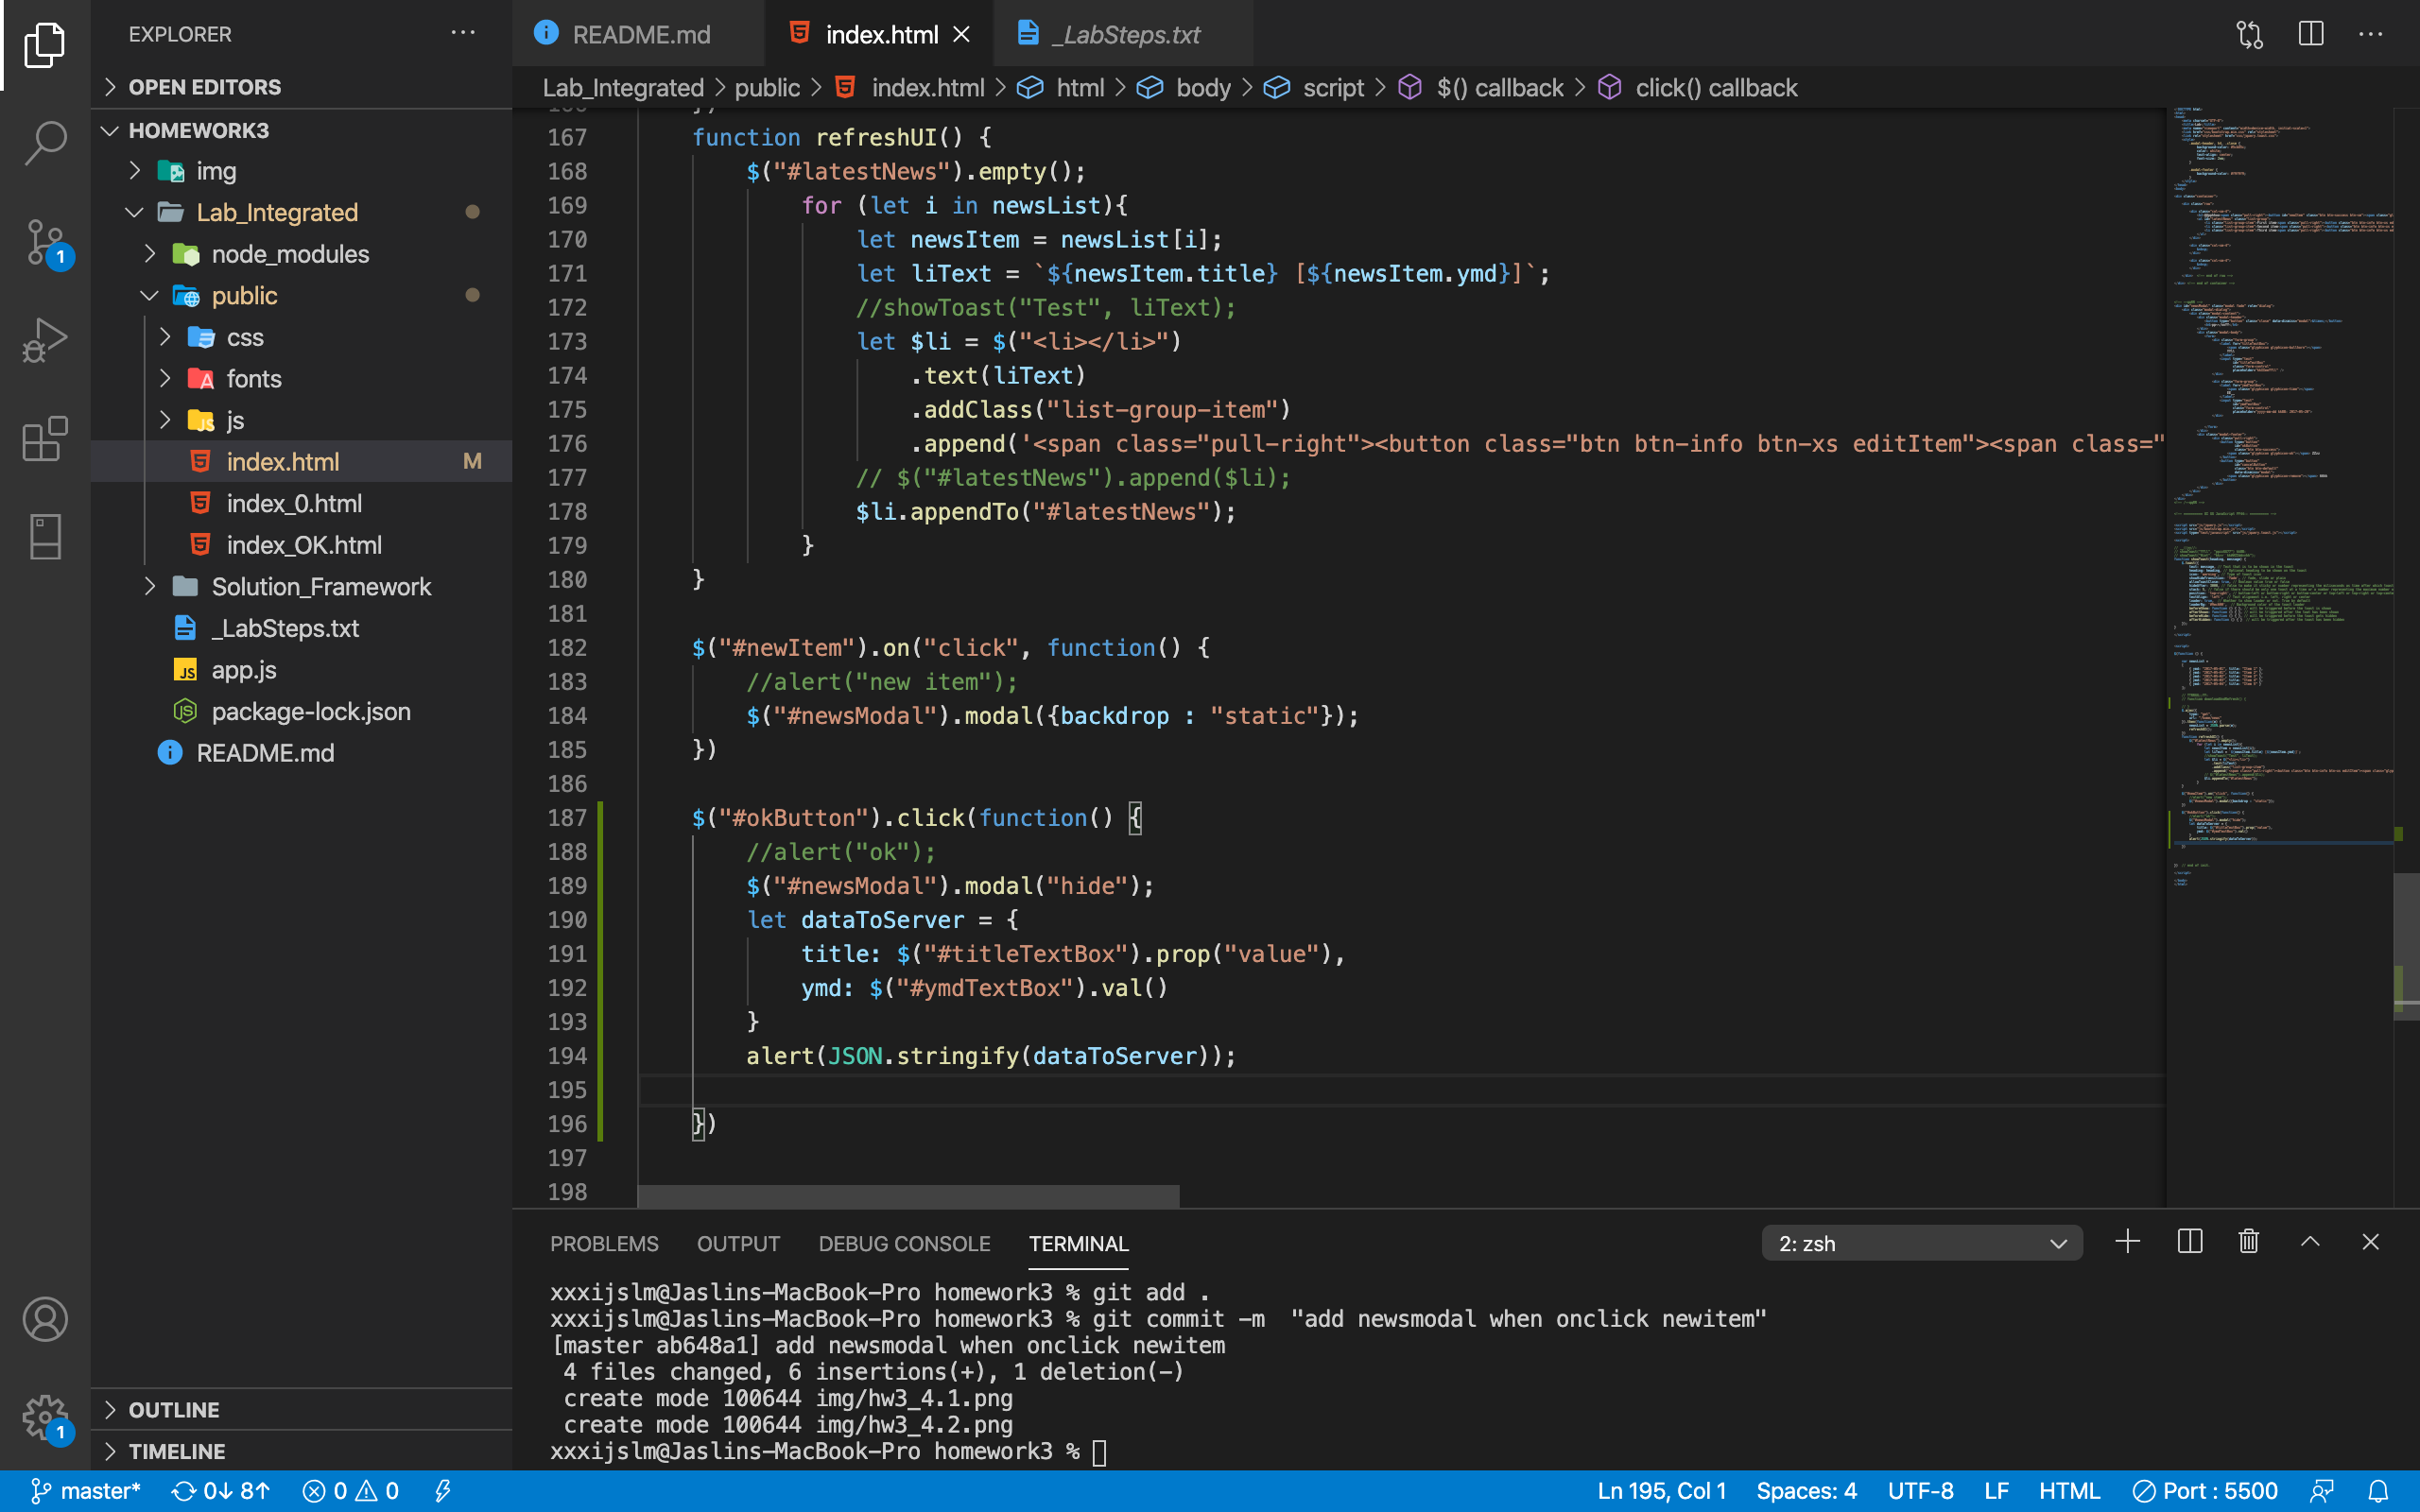 EXPLORER
README.md
index.html
_LabSteps.txt
OPEN EDITORS
Lab_Integrated > public > index.html > html > body > script > $() callback > click() callback
HOMEWORK3
img
Lab_Integrated
node_modules
public
css
fonts
js
index.html M
index_0.html
index_OK.html
Solution_Framework
_LabSteps.txt
app.js
package-lock.json
README.md
OUTLINE
TIMELINE
167 function refreshUI() {
168 $("#latestNews").empty();
169 for (let i in newsList){
170 let newsItem = newsList[i];
171 let liText = `${newsItem.title} [${newsItem.ymd}]`;
172 //showToast("Test", liText);
173 let $li = $("<li></li>")
174 .text(liText)
175 .addClass("list-group-item")
176 .append('<span class="pull-right"><button class="btn btn-info btn-xs editItem"><span class="
177 // $("#latestNews").append($li);
178 $li.appendTo("#latestNews");
179 }
180 }
181
182 $("#newItem").on("click", function() {
183 //alert("new item");
184 $("#newsModal").modal({backdrop : "static"});
185 })
186
187 $("#okButton").click(function() {
188 //alert("ok");
189 $("#newsModal").modal("hide");
190 let dataToServer = {
191 title: $("#titleTextBox").prop("value"),
192 ymd: $("#ymdTextBox").val()
193 }
194 alert(JSON.stringify(dataToServer));
195
196 })
197
198
PROBLEMS OUTPUT DEBUG CONSOLE TERMINAL 2: zsh
xxxijslm@Jaslins-MacBook-Pro homework3 % git add .
xxxijslm@Jaslins-MacBook-Pro homework3 % git commit -m  "add newsmodal when onclick newitem"
[master ab648a1] add newsmodal when onclick newitem
4 files changed, 6 insertions(+), 1 deletion(-)
create mode 100644 img/hw3_4.1.png
create mode 100644 img/hw3_4.2.png
xxxijslm@Jaslins-MacBook-Pro homework3 %
1
1
master* 0↓ 8↑ 0 0 Ln 195, Col 1 Spaces: 4 UTF-8 LF HTML Port : 5500